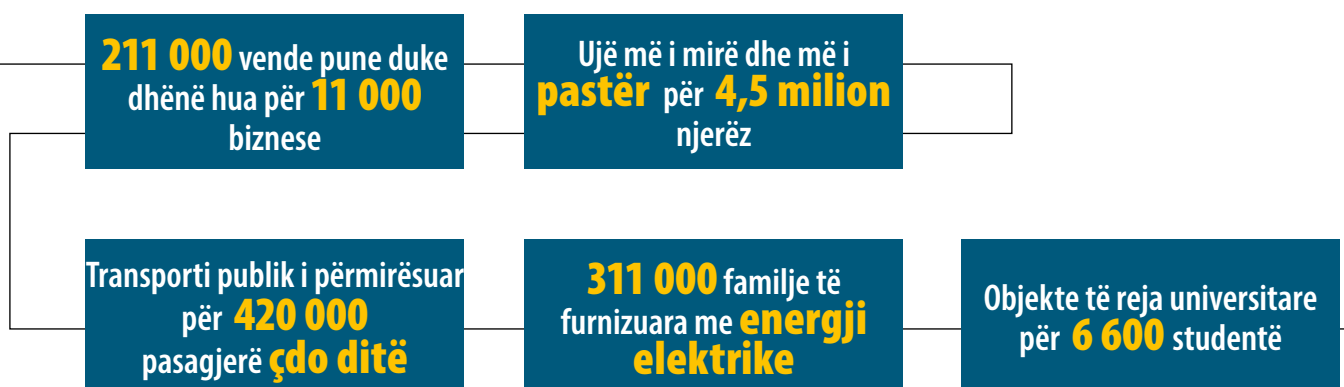 211 000 vende pune duke
dhënë hua për 11 000
biznese
Ujë më i mirë dhe më i
pastër për 4,5 milion
njerëz
Transporti publik i përmirësuar
për 420 000
pasagjerë çdo ditë
311 000 familje të
furnizuara me energji
elektrike
Objekte të reja universitare
për 6 600 studentë